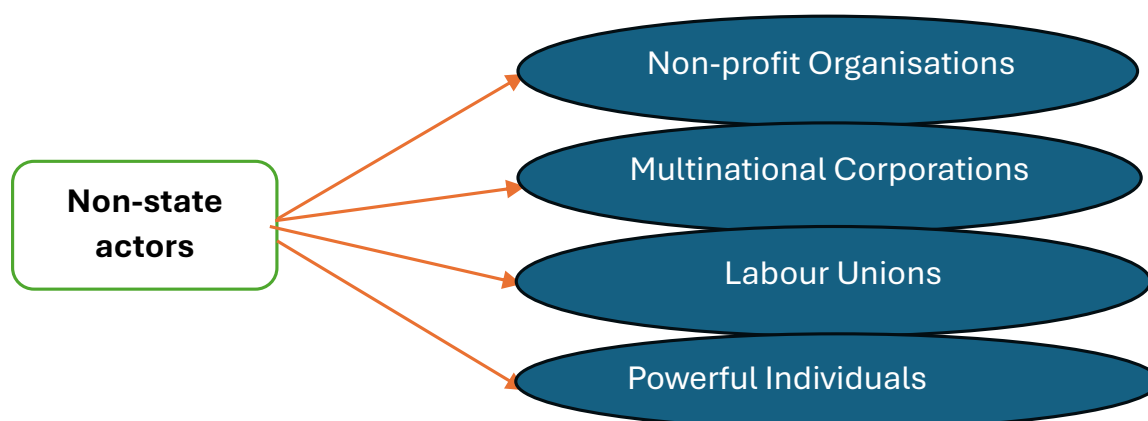 Non-state
actors
Non-profit Organisations
Multinational Corporations
Labour Unions
Powerful Individuals